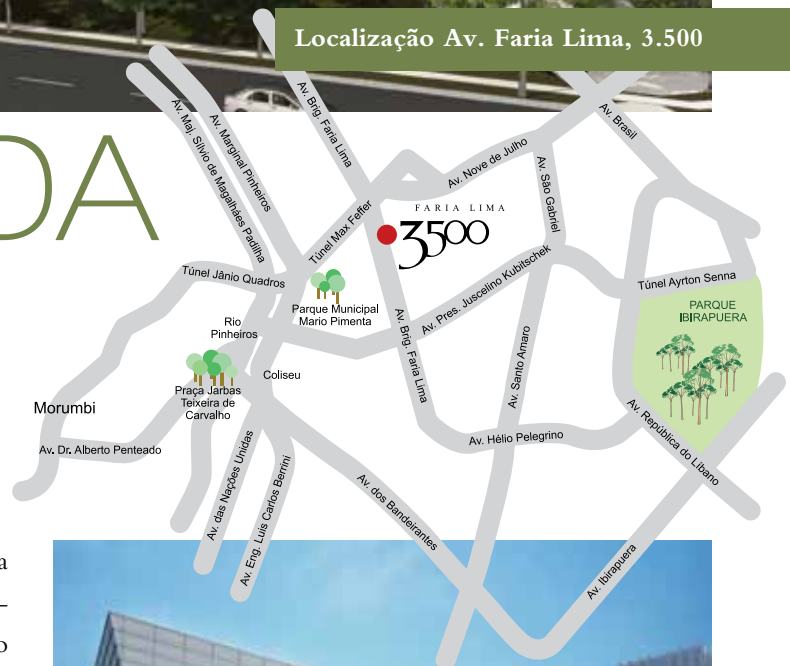 Localização Av. Faria Lima, 3.500
DA
Av. Brig. Faria Lima
Av. Brasil
Av. Marginal Pinheiros
Av. Maj. Sílvio de Magalhães Padilha
Av. Nove de Julho
Av. São Gabriel
Túnel Max Feffer
FARIA LIMA
3500
Túnel Jânio Quadros
Av. Pres. Juscelino Kubitschek
Túnel Ayrton Senna
Parque Municipal
Mario Pimenta
PARQUE
IBIRAPUERA
Rio
Pinheiros
Av. Brig. Faria Lima
Av. Santo Amaro
Coliseu
Praça Jarbas
Teixeira de
Carvalho
Morumbi
Av. República do Líbano
Av. Hélio Pelegrino
Av. Dr. Alberto Penteado
Av. das Nações Unidas
Av. Eng. Luis Carlos Berrini
Av. dos Bandeirantes
Av. Ibirapuera
a
–
o